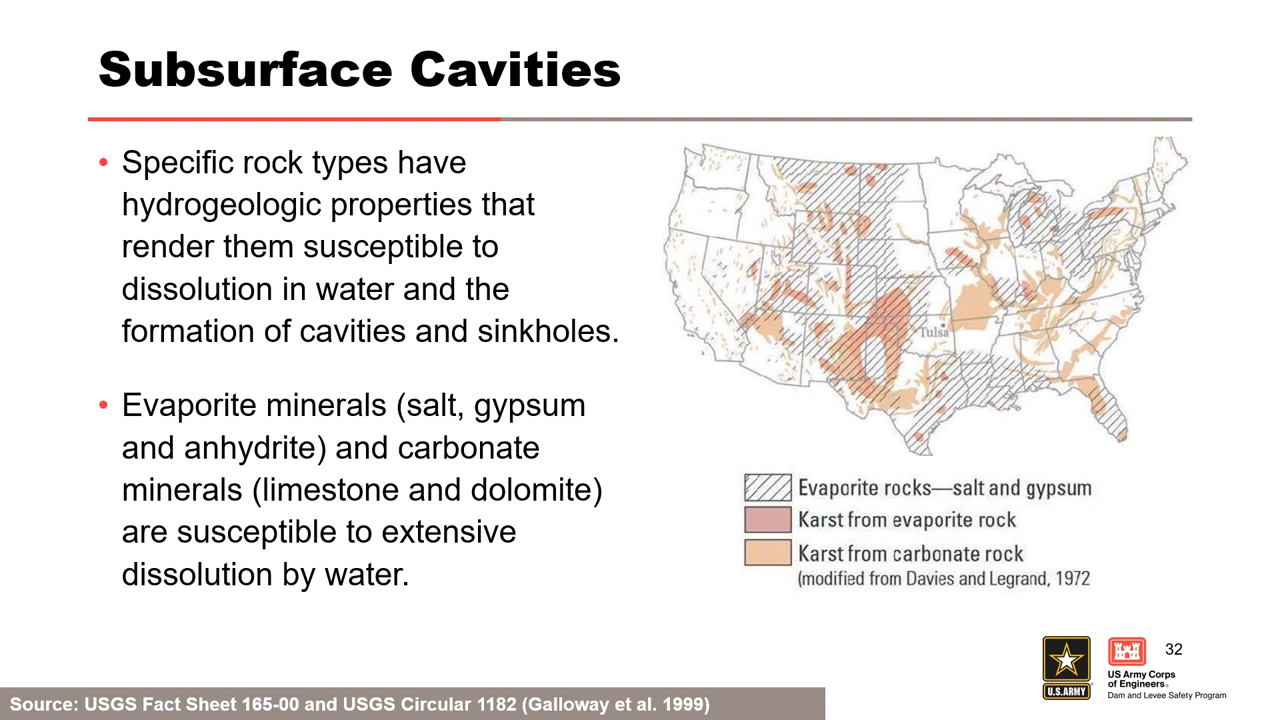 Subsurface Cavities
• Specific rock types have
hydrogeologic properties that
render them susceptible to
dissolution in water and the
formation of cavities and sinkholes.
• Evaporite minerals (salt, gypsum
and anhydrite) and carbonate
minerals (limestone and dolomite)
are susceptible to extensive
dissolution by water.
Tulsa
Evaporite rocks—salt and gypsum
Karst from evaporite rock
Karst from carbonate rock
(modified from Davies and Legrand, 1972
U.S.ARMY
US Army Corps
of Engineers®
Dam and Levee Safety Program
32
Source: USGS Fact Sheet 165-00 and USGS Circular 1182 (Galloway et al. 1999)